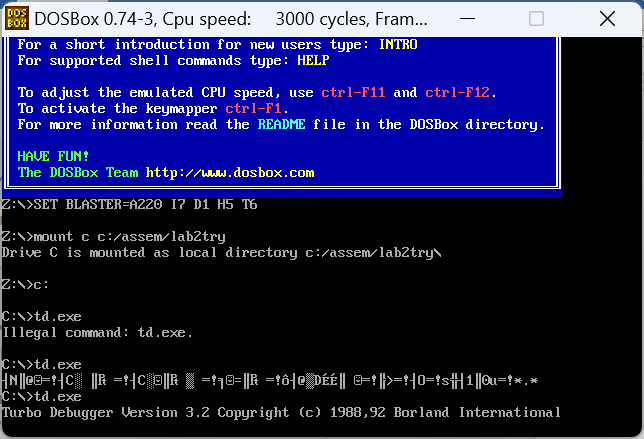 DOSBox 0.74-3, Cpu speed: 3000 cycles, Fram...
For a short introduction for new users type: INTRO
For supported shell commands type: HELP
To adjust the emulated CPU speed, use ctrl-F11 and ctrl-F12.
To activate the keymapper ctrl-F1.
For more information read the README file in the DOSBox directory.
HAVE FUN!
The DOSBox Team http://www.dosbox.com
Z:\>SET BLASTER=A220 I7 D1 H5 T6
Z:\>mount c c:/assem/lab2try
Drive C is mounted as local directory c:/assem/lab2try\
Z:\>c:
C:\>td.exe
Illegal command: td.exe.
C:\>td.exe
C:\>td.exe
Turbo Debugger Version 3.2 Copyright (c) 1988,92 Borland International